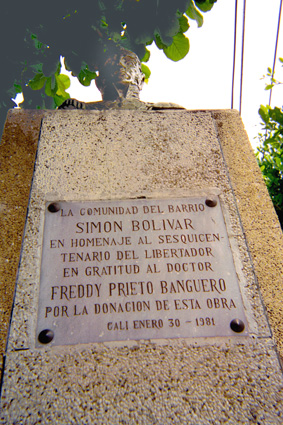 LA COMUNIDAD DEL BARRIO
SIMON BOLIVAR
EN HOMENAJE AL SESQUICEN-
TENARIO DEL LIBERTADOR
EN GRATITUD AL DOCTOR
FREDDY PRIETO BANGUERO
POR LA DONACION DE ESTA OBRA
CALI ENERO 30 - 1981